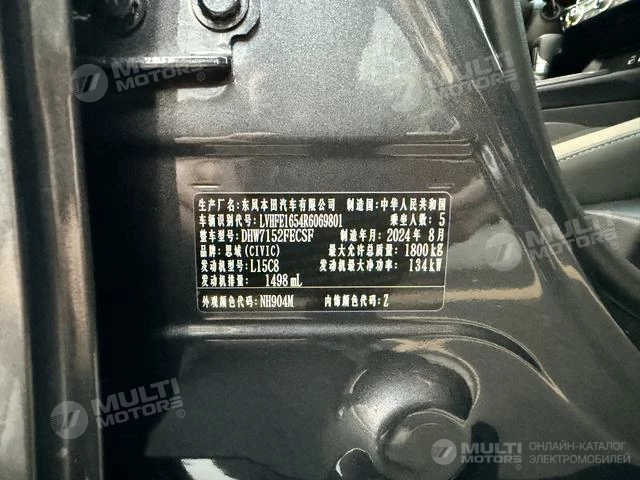 MULTI MOTORS
MULTI MOTORS
生产厂名:东风本田汽车有限公司 制造国:中华人民共和国
车辆识别代号:LVHFE1654R6069801 乘坐人数: 5
整车型号:DHW7152FECSF 制造年月:2024年 8月
品牌:思域(CIVIC) 最大允许总质量:1800kg
发动机型号:L15C8 发动机最大净功率:134kW
发动机排量: 1498 mL
外观颜色代码:NH904M 内饰颜色代码:Z
MULTI MOTORS
MULTI MOTORS
MULTI MOTORS
ОНЛАЙН-КАТАЛОГ
ЭЛЕКТРОМОБИЛЕЙ